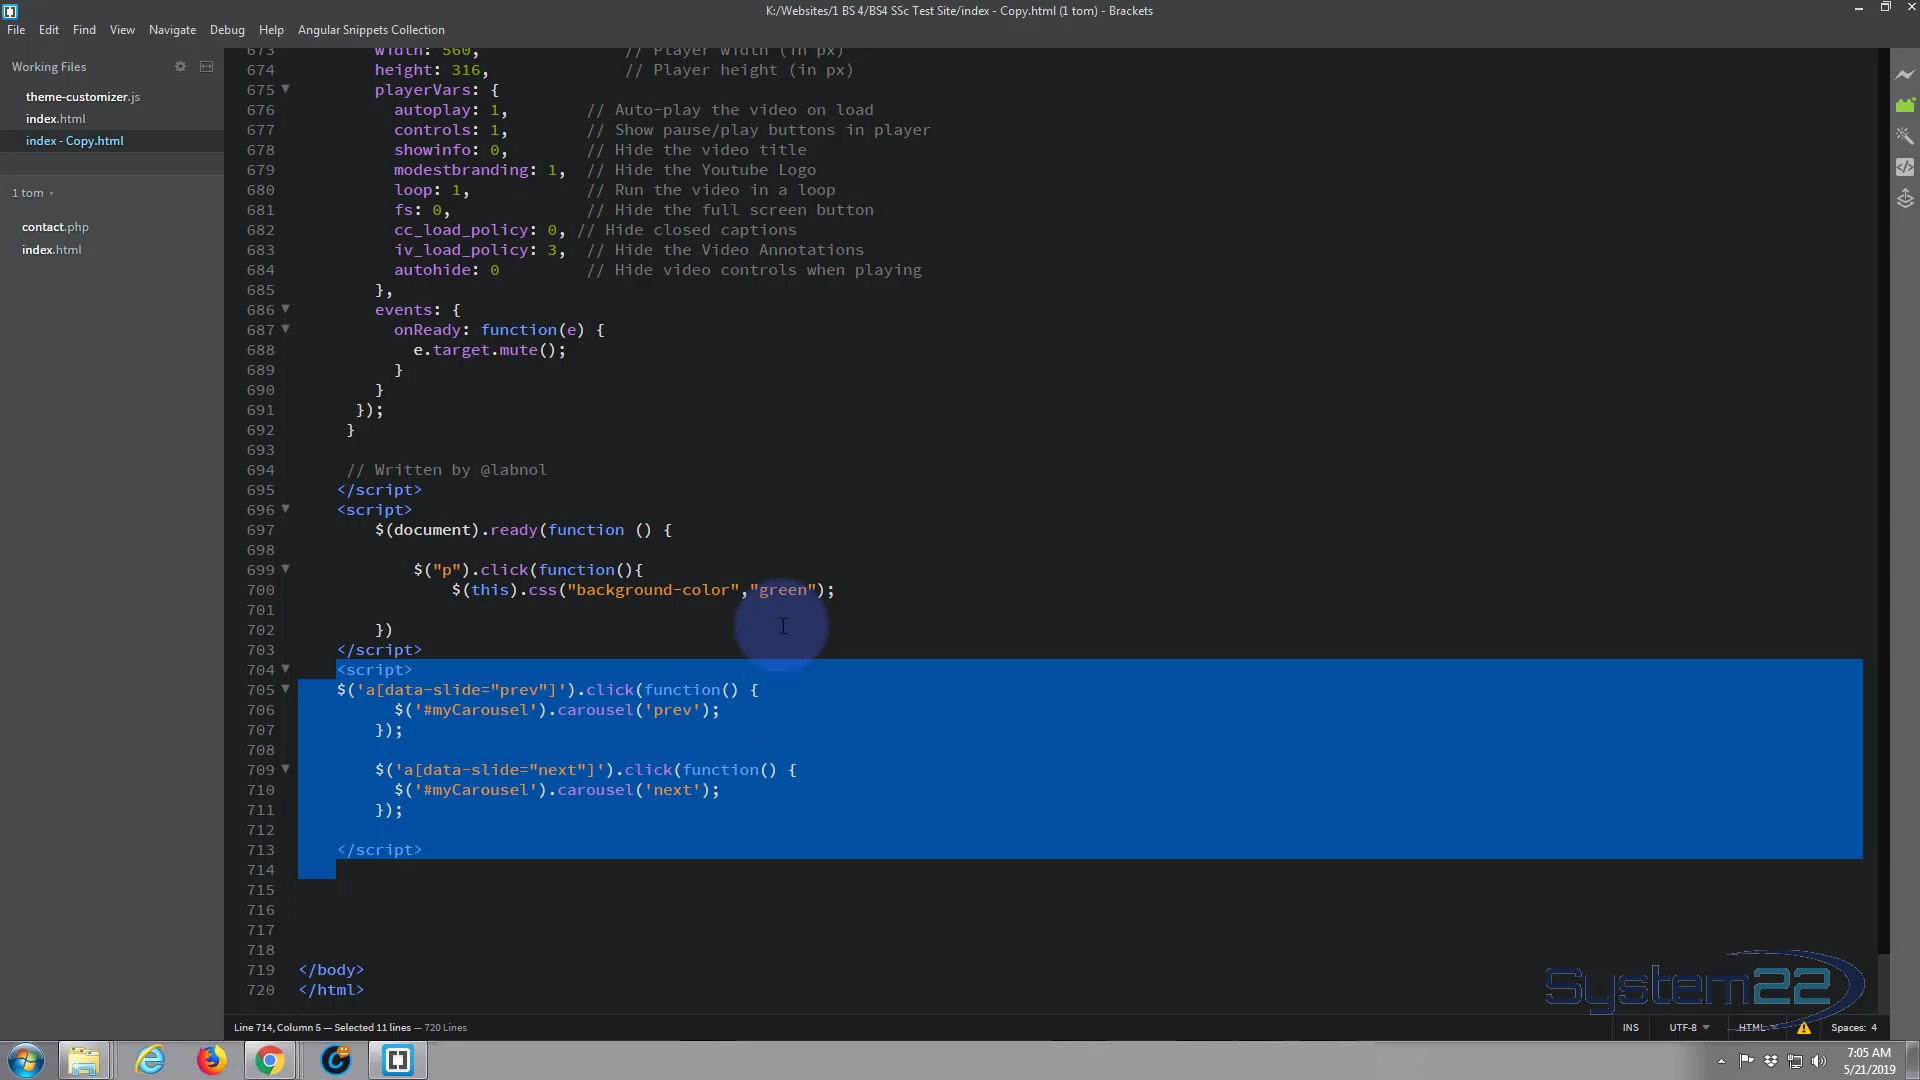 K:/Websites/1 BS 4/BS4 SSc Test Site/index - Copy.html (1 tom) - Brackets
File Edit Find View Navigate Debug Help Angular Snippets Collection
Working Files
theme-customizer.js
index.html
index - Copy.html
1 tom
contact.php
index.html
673 width: 560, // Player width (in px)
674 height: 316, // Player height (in px)
675 playerVars: {
676 autoplay: 1, // Auto-play the video on load
677 controls: 1, // Show pause/play buttons in player
678 showinfo: 0, // Hide the video title
679 modestbranding: 1, // Hide the Youtube Logo
680 loop: 1, // Run the video in a loop
681 fs: 0, // Hide the full screen button
682 cc_load_policy: 0, // Hide closed captions
683 iv_load_policy: 3, // Hide the Video Annotations
684 autohide: 0 // Hide video controls when playing
685 },
686 events: {
687 onReady: function(e) {
688 e.target.mute();
689 }
690 }
691 });
692 }
693
694 // Written by @labnol
695 </script>
696 <script>
697 $(document).ready(function () {
698
699 $("p").click(function(){
700 $(this).css("background-color","green");
701
702 })
703 </script>
704 <script>
705 $('a[data-slide="prev"]').click(function() {
706 $('#myCarousel').carousel('prev');
707 });
708
709 $('a[data-slide="next"]').click(function() {
710 $('#myCarousel').carousel('next');
711 });
712
713 </script>
714
715
716
717
718
719 </body>
720 </html>
System22
Line 714, Column 5 — Selected 11 lines — 720 Lines
INS UTF-8 HTML Spaces: 4
7:05 AM
5/21/2019